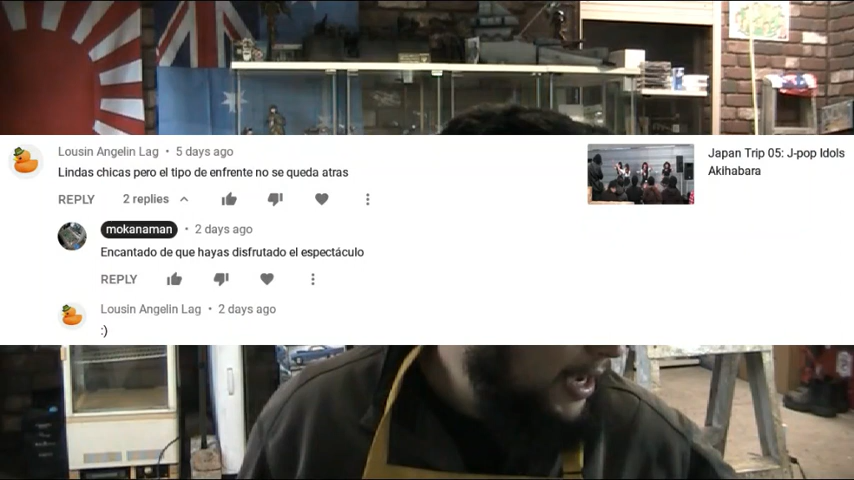 Lousin Angelin Lag • 5 days ago
Lindas chicas pero el tipo de enfrente no se queda atras
REPLY 2 replies
mokanaman • 2 days ago
Encantado de que hayas disfrutado el espectáculo
REPLY
Lousin Angelin Lag • 2 days ago
:)
Japan Trip 05: J-pop Idols
Akihabara